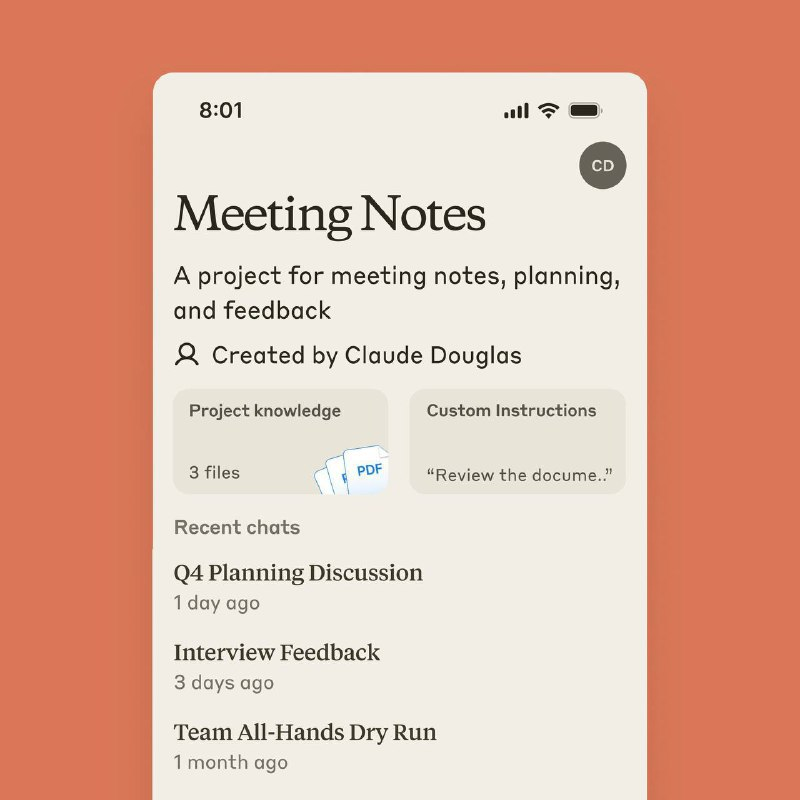 8:01
CD
Meeting Notes
A project for meeting notes, planning,
and feedback
Created by Claude Douglas
Project knowledge
Custom Instructions
3 files
PDF
“Review the docume..”
Recent chats
Q4 Planning Discussion
1 day ago
Interview Feedback
3 days ago
Team All-Hands Dry Run
1 month ago